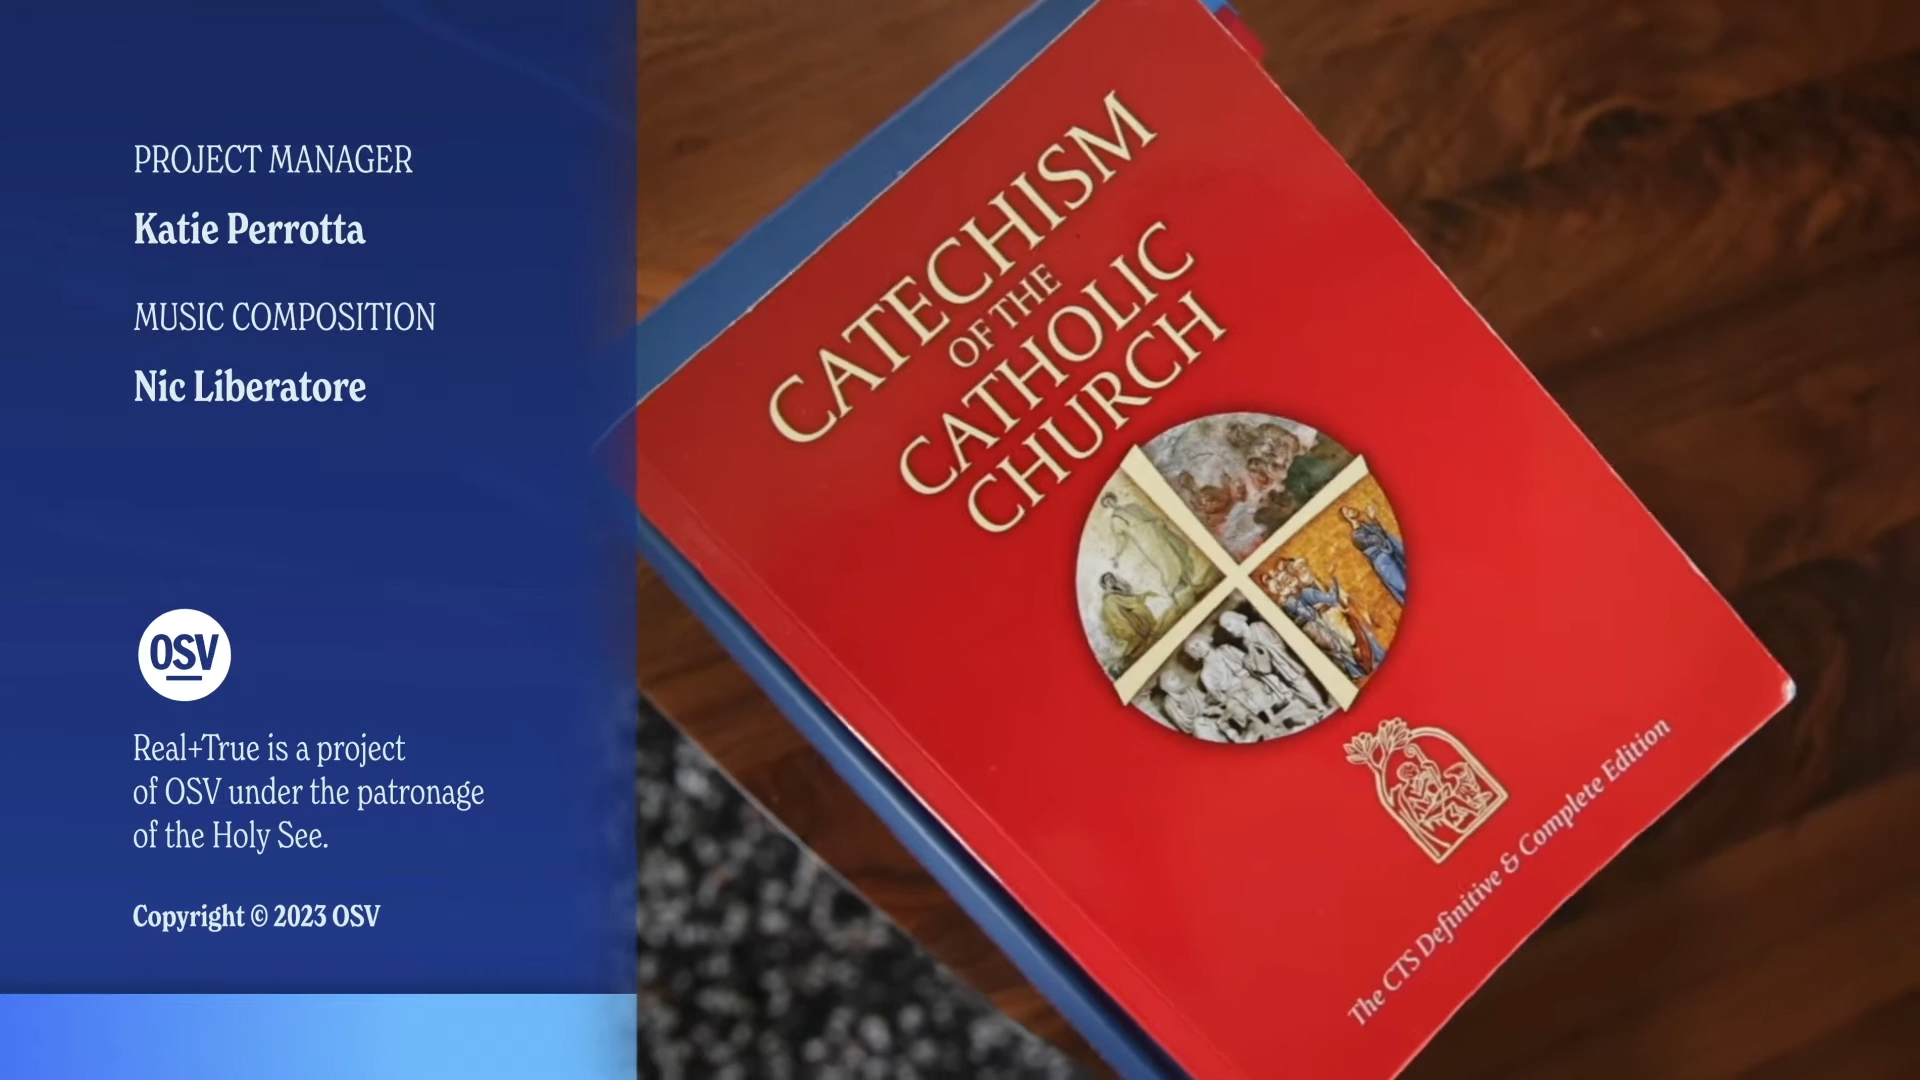 PROJECT MANAGER
Katie Perrotta
MUSIC COMPOSITION
Nic Liberatore
OSV
Real+True is a project
of OSV under the patronage
of the Holy See.
Copyright © 2023 OSV
CATECHISM
OF THE
CATHOLIC
CHURCH
The CTS Definitive & Complete Edition